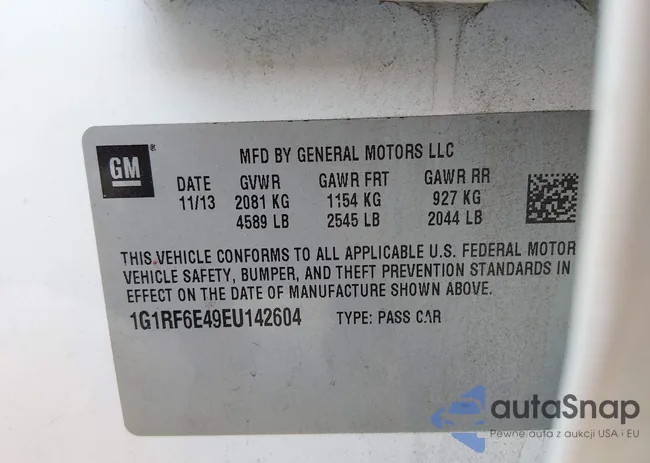 GM ®
MFD BY GENERAL MOTORS LLC
DATE GVWR GAWR FRT GAWR RR
11/13 2081 KG 1154 KG 927 KG
4589 LB 2545 LB 2044 LB
THIS VEHICLE CONFORMS TO ALL APPLICABLE U.S. FEDERAL MOTOR
VEHICLE SAFETY, BUMPER, AND THEFT PREVENTION STANDARDS IN
EFFECT ON THE DATE OF MANUFACTURE SHOWN ABOVE.
1G1RF6E49EU142604 TYPE: PASS CAR
autaSnap
Pewne auta z aukcji USA i EU